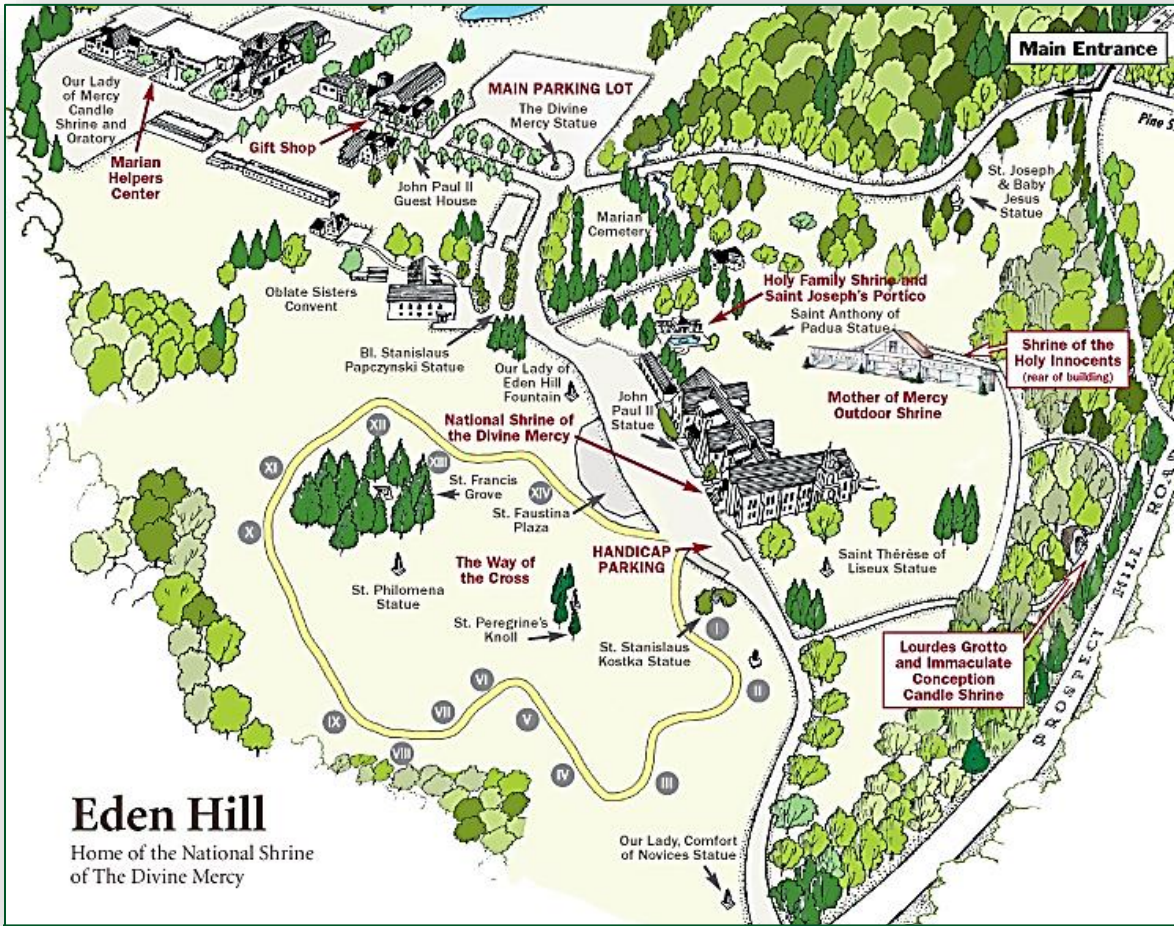 Main Entrance
Pine S
Our Lady
of Mercy
Candle
Shrine and
Oratory
Marian
Helpers
Center
Gift Shop
MAIN PARKING LOT
The Divine
Mercy Statue
John Paul II
Guest House
St. Joseph
& Baby
Jesus
Statue
Marian
Cemetery
Oblate Sisters
Convent
Holy Family Shrine and
Saint Joseph's Portico
Saint Anthony of
Padua Statue
Shrine of the
Holy Innocents
(rear of building)
Bl. Stanislaus
Papczynski Statue
Our Lady of
Eden Hill
Fountain
John
Paul II
Statue
Mother of Mercy
Outdoor Shrine
National Shrine of
the Divine Mercy
XII
XI
XIII
St. Francis
Grove
XIV
St. Faustina
Plaza
X
The Way of
the Cross
HANDICAP
PARKING
Saint Thérèse of
Liseux Statue
St. Philomena
Statue
St. Peregrine's
Knoll
I
St. Stanislaus
Kostka Statue
Lourdes Grotto
and Immaculate
Conception
Candle Shrine
PROSPECT HILL ROAD
II
VI
IX
VII
V
VIII
IV
III
Eden Hill
Home of the National Shrine
of The Divine Mercy
Our Lady, Comfort
of Novices Statue